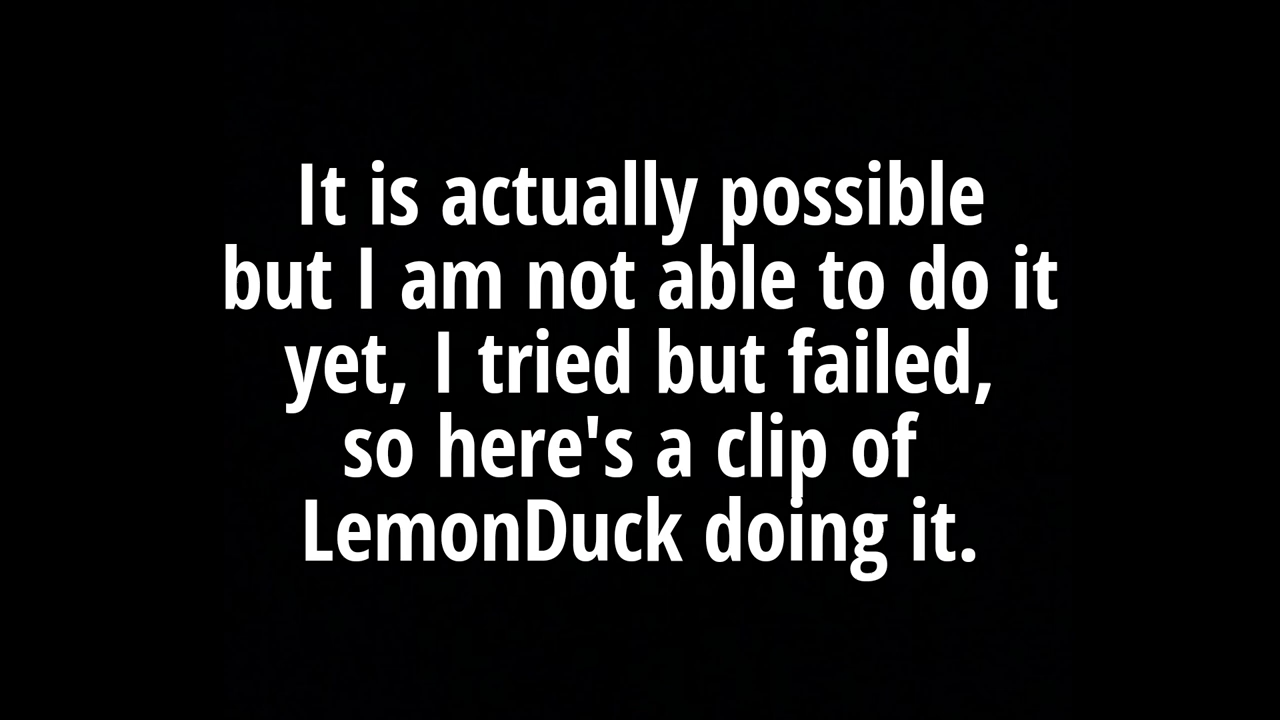 It is actually possible
but I am not able to do it
yet, I tried but failed,
so here's a clip of
LemonDuck doing it.